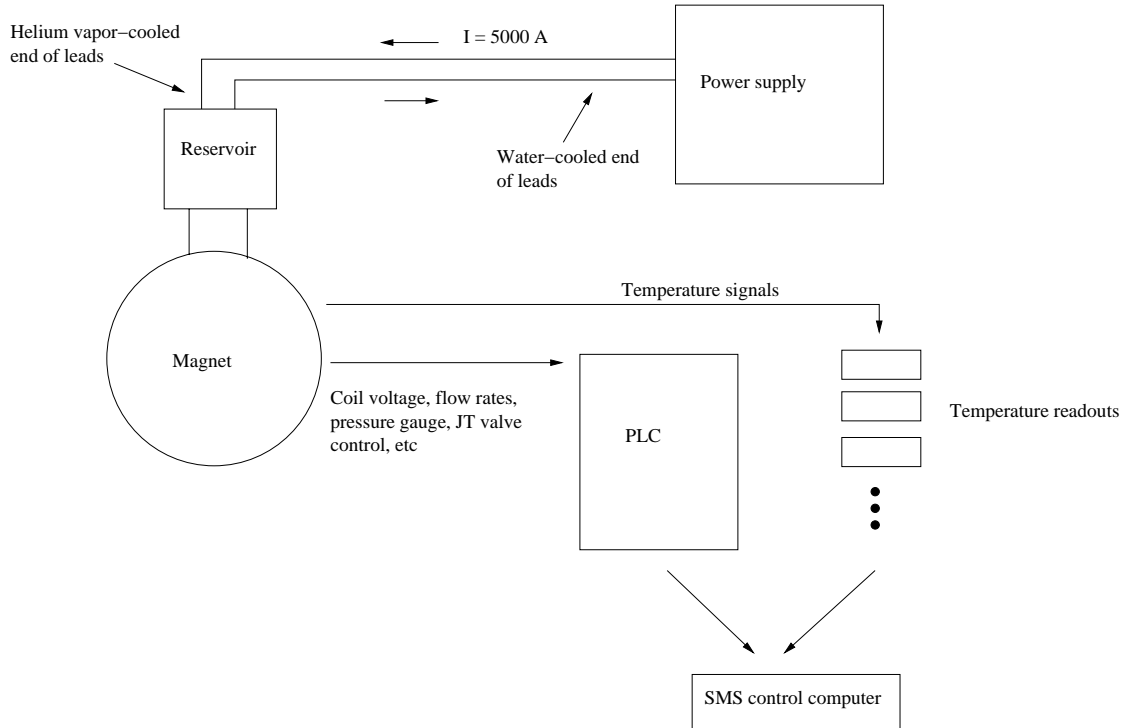 Helium vapor−cooled
end of leads
I = 5000 A
Power supply
Reservoir
Water−cooled end
of leads
Temperature signals
Magnet
Coil voltage, flow rates,
pressure gauge, JT valve
control, etc
PLC
Temperature readouts
SMS control computer